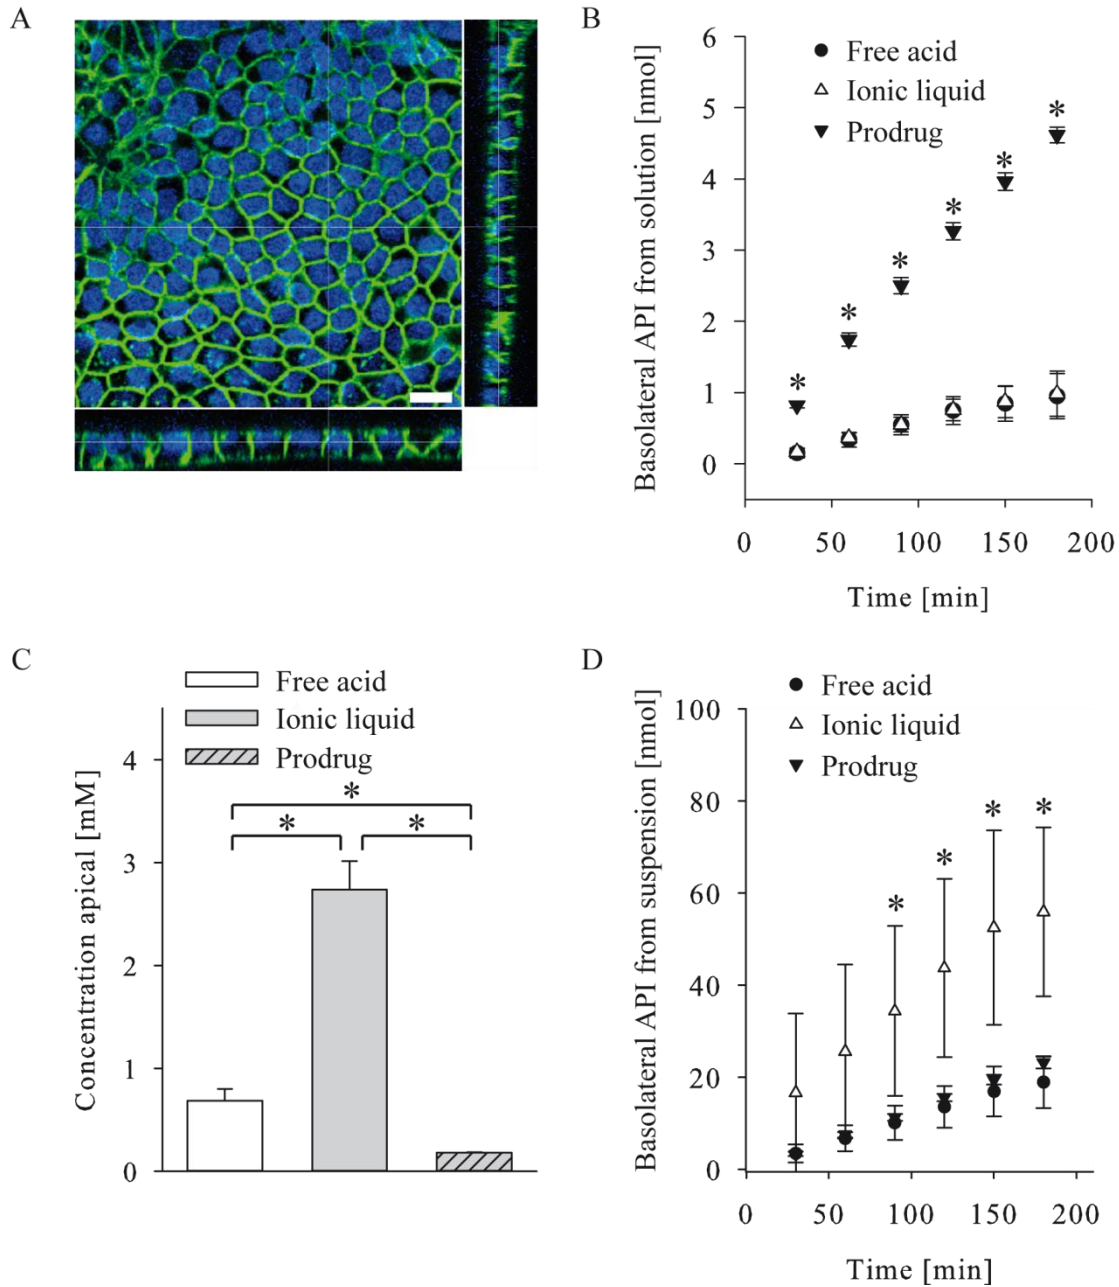 A
B
Basolateral API from solution [nmol]
6
5
4
3
2
1
0
Free acid
Ionic liquid
Prodrug
*
*
*
*
*
*
0 50 100 150 200
Time [min]
C
Free acid
Ionic liquid
Prodrug
Concentration apical [mM]
4
3
2
1
0
*
* *
D
Free acid
Ionic liquid
Prodrug
Basolateral API from suspension [nmol]
100
80
60
40
20
0
* * * *
0 50 100 150 200
Time [min]